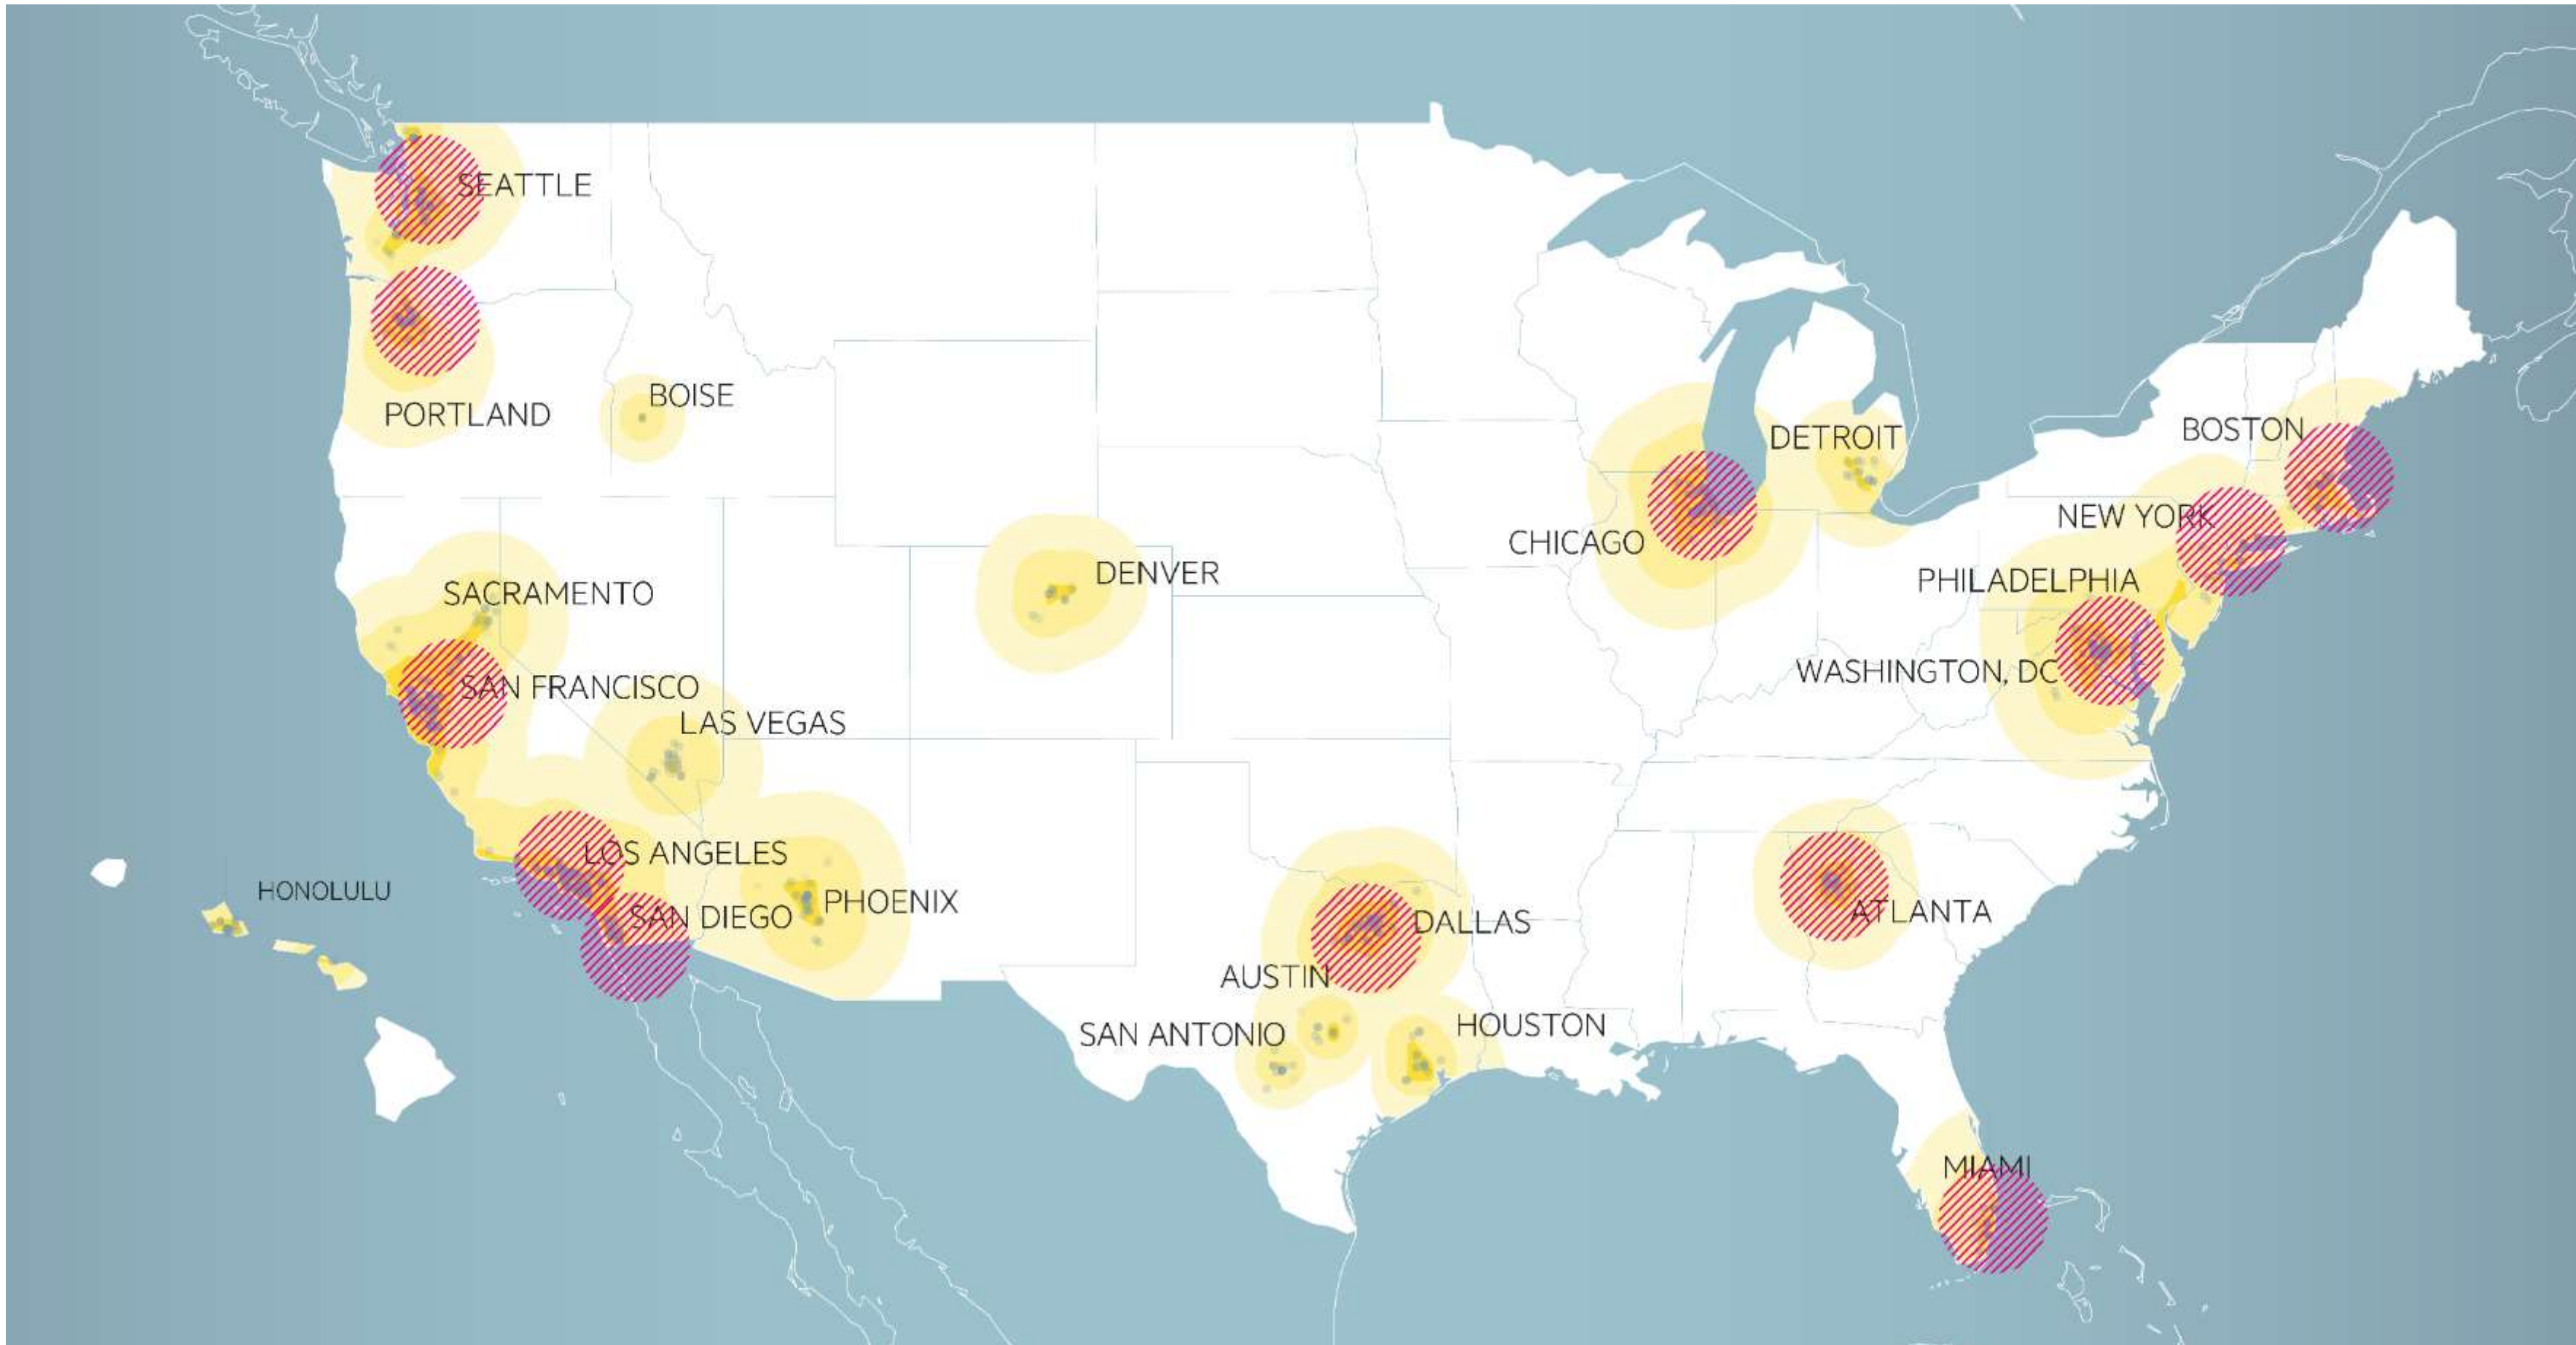 SEATTLE
PORTLAND
BOISE
DETROIT
BOSTON
NEW YORK
CHICAGO
DENVER
PHILADELPHIA
SACRAMENTO
WASHINGTON, DC
SAN FRANCISCO
LAS VEGAS
LOS ANGELES
HONOLULU
PHOENIX
SAN DIEGO
DALLAS
ATLANTA
AUSTIN
SAN ANTONIO
HOUSTON
MIAMI